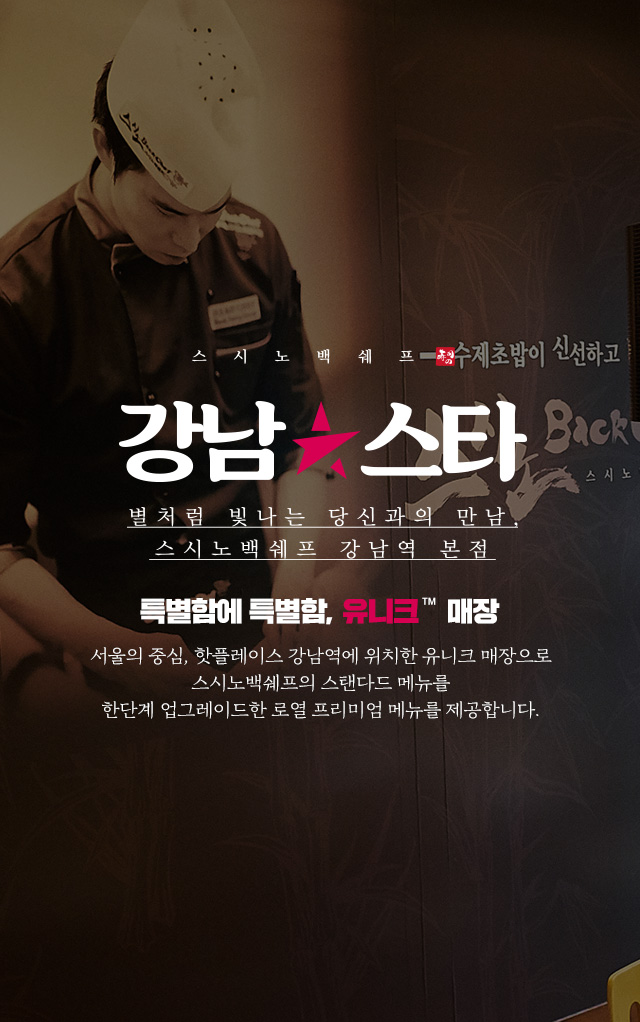 스시노백쉐프
수제초밥이 신선하고
Back
스시노
강남★스타
별처럼 빛나는 당신과의 만남,
스시노백쉐프 강남역 본점
특별함에 특별함, 유니크™ 매장
서울의 중심, 핫플레이스 강남역에 위치한 유니크 매장으로
스시노백쉐프의 스탠다드 메뉴를
한단계 업그레이드한 로열 프리미엄 메뉴를 제공합니다.